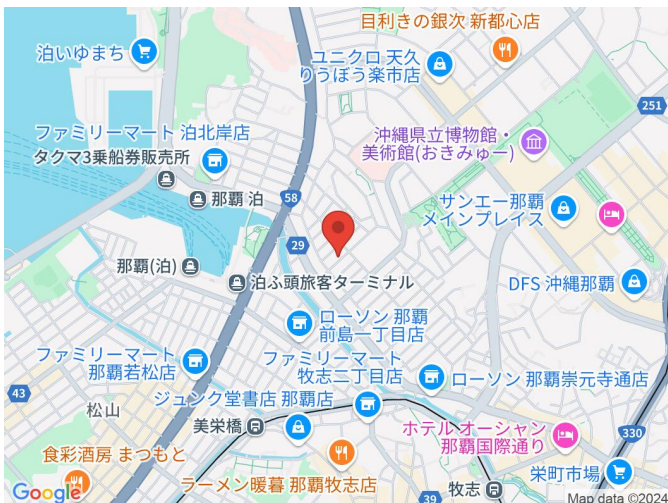 目利きの銀次 新都心店
泊いゆまち
ユニクロ 天久
りうぼう楽市店
251
ファミリーマート 泊北岸店
沖縄県立博物館・
美術館(おきみゅー)
タクマ3乗船券販売所
58
那覇 泊
サンエー那覇
メインプレイス
29
那覇(泊)
泊ふ頭旅客ターミナル
DFS 沖縄那覇
ローソン 那覇
前島一丁目店
ファミリーマート
那覇若松店
ファミリーマート
牧志二丁目店
ローソン 那覇崇元寺通店
43
松山
ジュンク堂書店 那覇店
美栄橋
ホテル オーシャン
那覇国際通り
330
食彩酒房 まつもと
栄町市場
ラーメン暖暮 那覇牧志店
39
牧志
Google
Map data ©2024